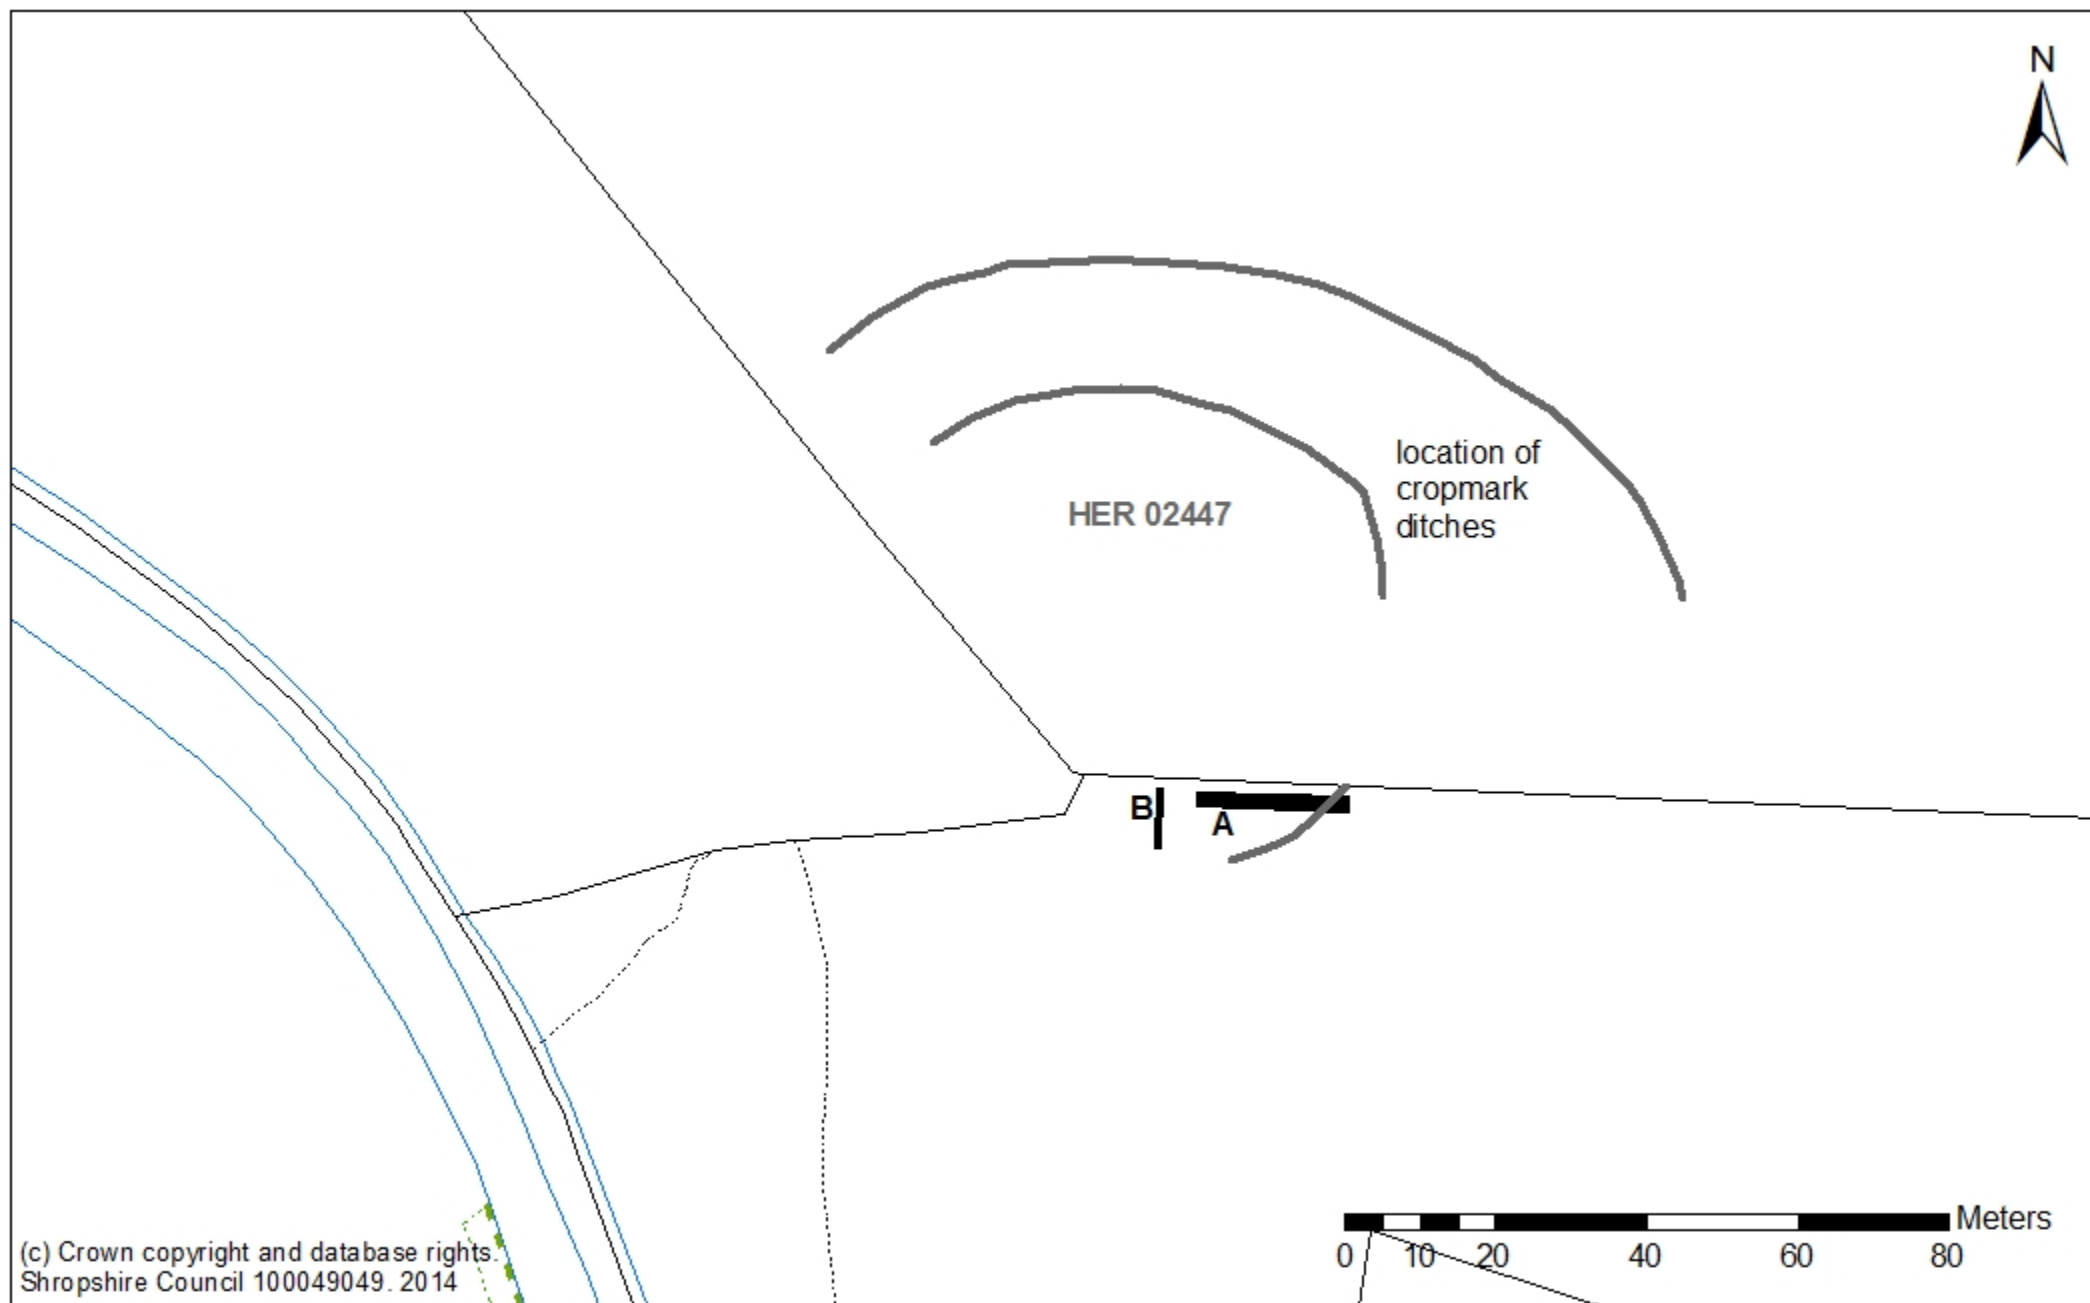 N
location of
cropmark
ditches
HER 02447
B
A
Meters
0 10 20 40 60 80
(c) Crown copyright and database rights.
Shropshire Council 100049049. 2014